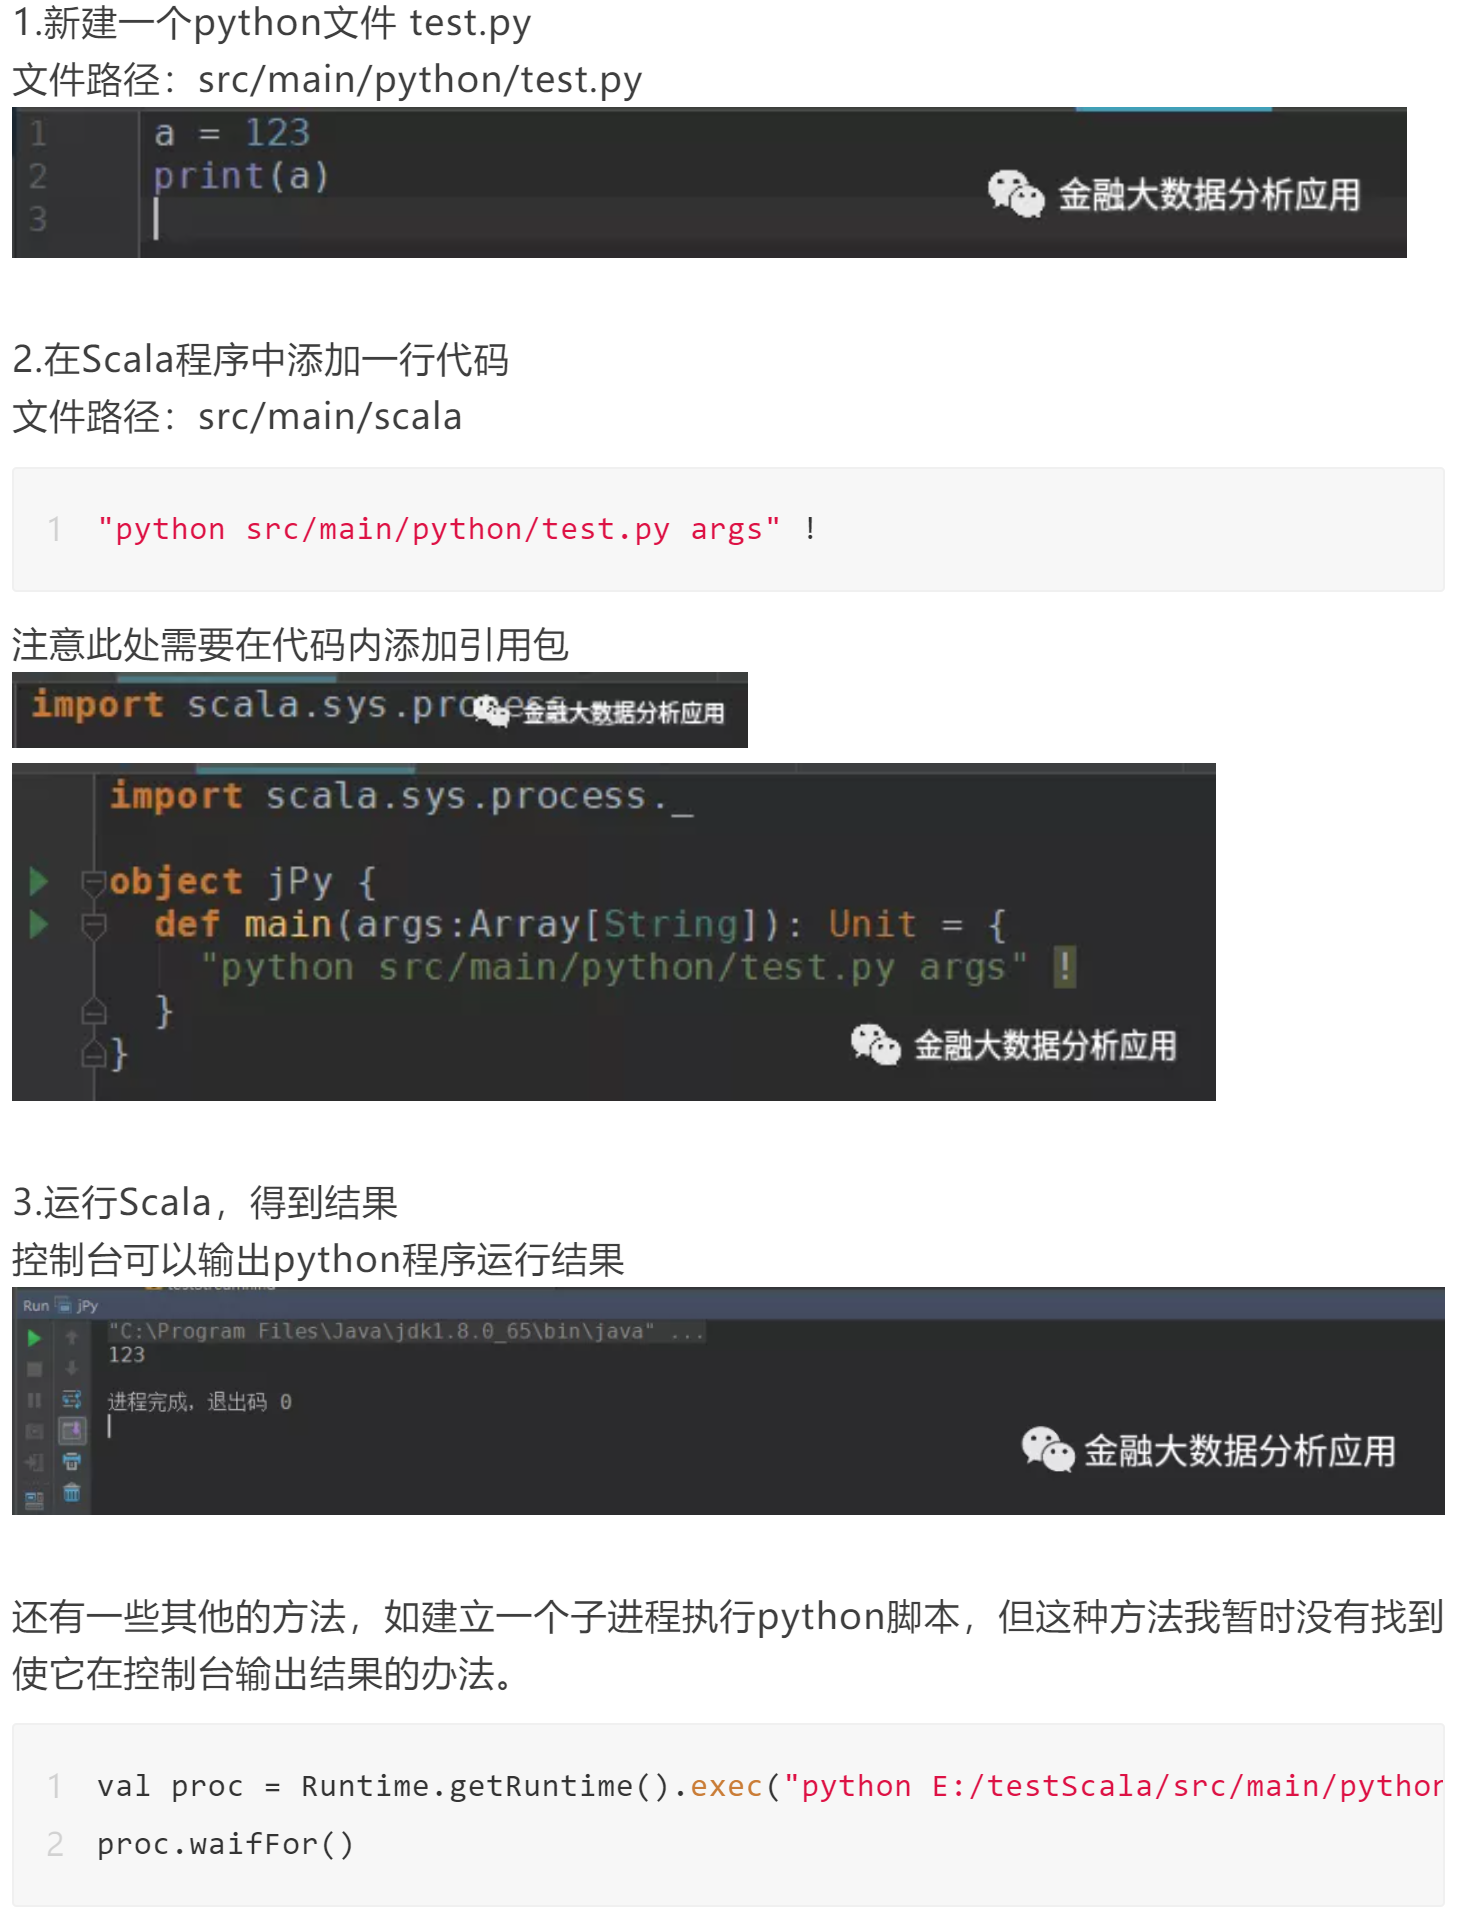 1.新建一个python文件 test.py
文件路径：src/main/python/test.py
1 a = 123
2 print(a)
3
金融大数据分析应用
2.在Scala程序中添加一行代码
文件路径：src/main/scala
1 "python src/main/python/test.py args" !
注意此处需要在代码内添加引用包
import scala.sys.process
金融大数据分析应用
import scala.sys.process._
object jPy {
def main(args:Array[String]): Unit = {
"python src/main/python/test.py args" !
}
}
金融大数据分析应用
3.运行Scala，得到结果
控制台可以输出python程序运行结果
Run jPy
"C:\Program Files\Java\jdk1.8.0_65\bin\java" ...
123
进程完成，退出码 0
金融大数据分析应用
还有一些其他的方法，如建立一个子进程执行python脚本，但这种方法我暂时没有找到
使它在控制台输出结果的办法。
1 val proc = Runtime.getRuntime().exec("python E:/testScala/src/main/python
2 proc.waifFor()